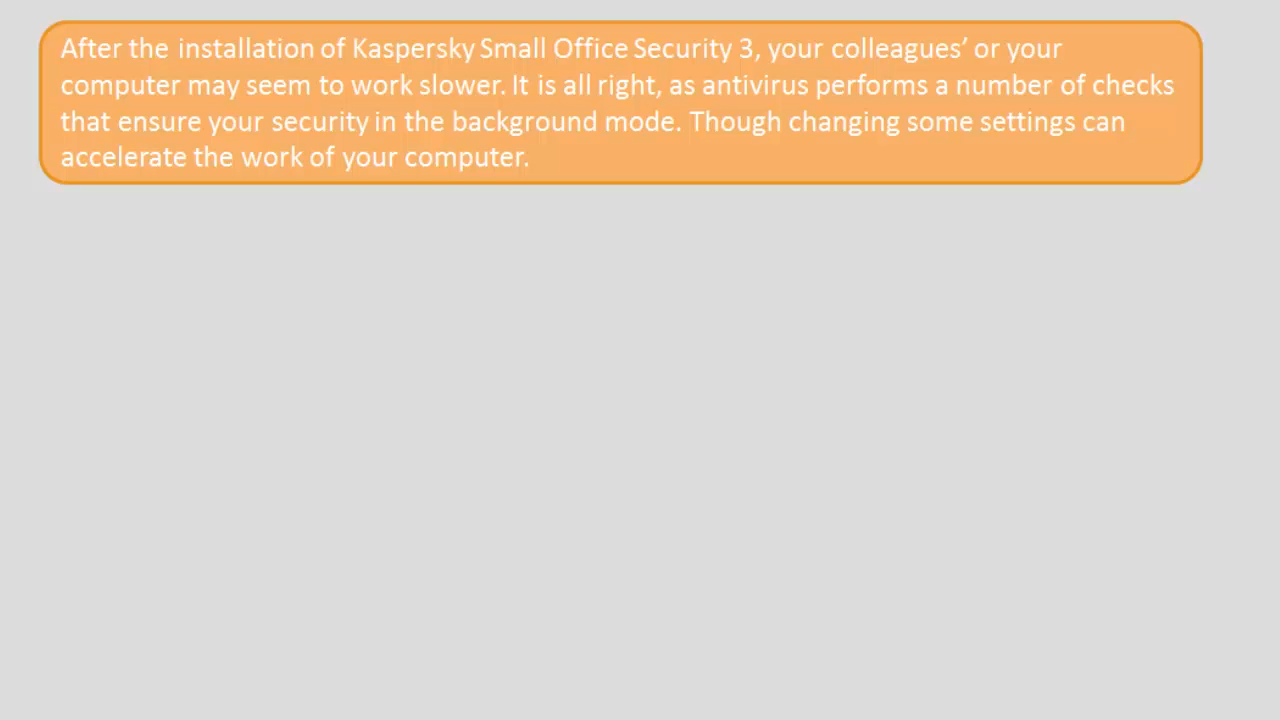 After the installation of Kaspersky Small Office Security 3, your colleagues’ or your
computer may seem to work slower. It is all right, as antivirus performs a number of checks
that ensure your security in the background mode. Though changing some settings can
accelerate the work of your computer.